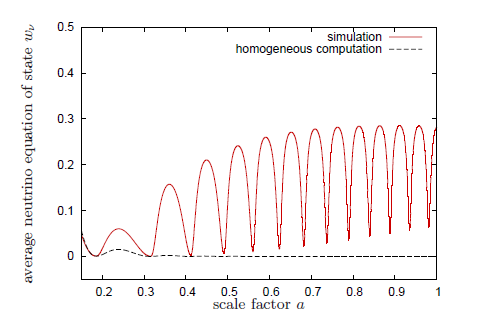 0.5
simulation
homogeneous computation
0.4
0.3
0.2
0.1
0
average neutrino equation of state wν
0.2 0.3 0.4 0.5 0.6 0.7 0.8 0.9 1
scale factor a